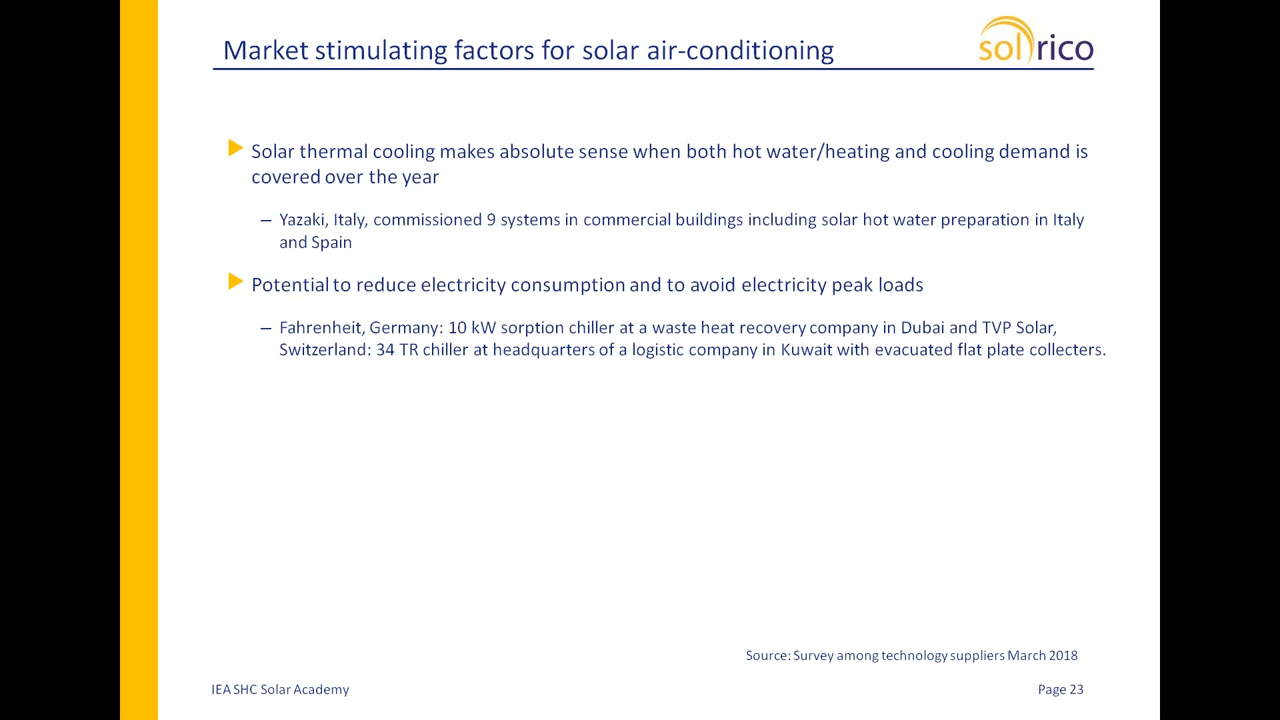 Market stimulating factors for solar air-conditioning
solrico
Solar thermal cooling makes absolute sense when both hot water/heating and cooling demand is
covered over the year
– Yazaki, Italy, commissioned 9 systems in commercial buildings including solar hot water preparation in Italy
and Spain
Potential to reduce electricity consumption and to avoid electricity peak loads
– Fahrenheit, Germany: 10 kW sorption chiller at a waste heat recovery company in Dubai and TVP Solar,
Switzerland: 34 TR chiller at headquarters of a logistic company in Kuwait with evacuated flat plate collecters.
Source: Survey among technology suppliers March 2018
IEA SHC Solar Academy
Page 23